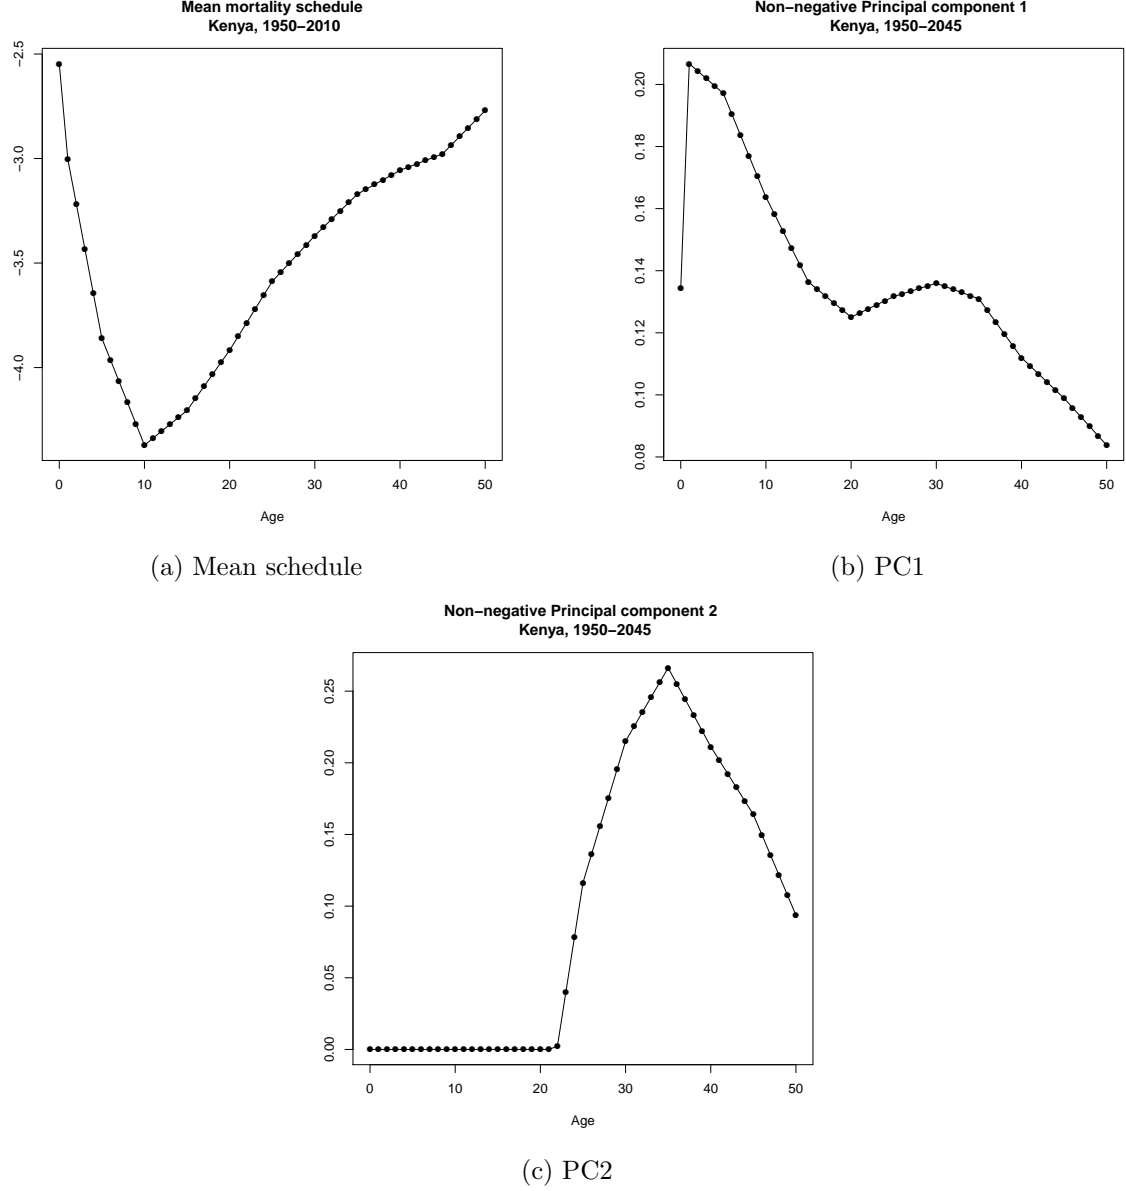 Mean mortality schedule
Kenya, 1950−2010
−2.5
−3.0
−3.5
−4.0
0 10 20 30 40 50
Age
(a) Mean schedule
Non−negative Principal component 1
Kenya, 1950−2045
0.20
0.18
0.16
0.14
0.12
0.10
0.08
0 10 20 30 40 50
Age
(b) PC1
Non−negative Principal component 2
Kenya, 1950−2045
0.25
0.20
0.15
0.10
0.05
0.00
0 10 20 30 40 50
Age
(c) PC2